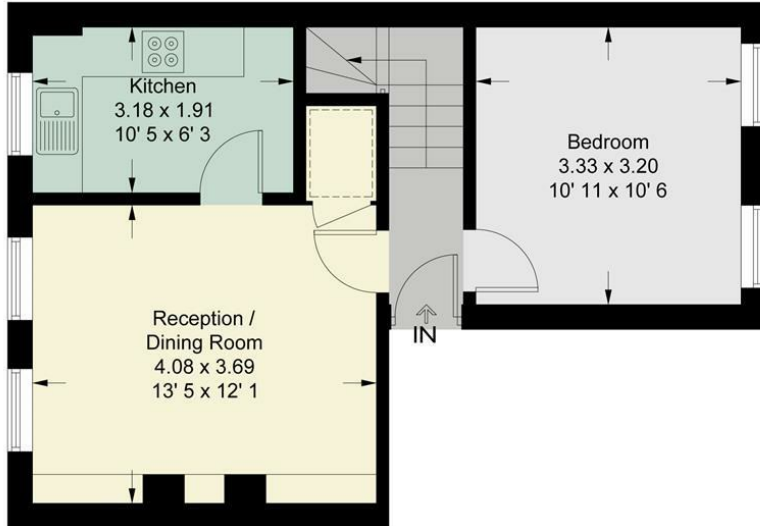 Kitchen
3.18 x 1.91
10' 5 x 6' 3
Bedroom
3.33 x 3.20
10' 11 x 10' 6
Reception /
Dining Room
4.08 x 3.69
13' 5 x 12' 1
IN